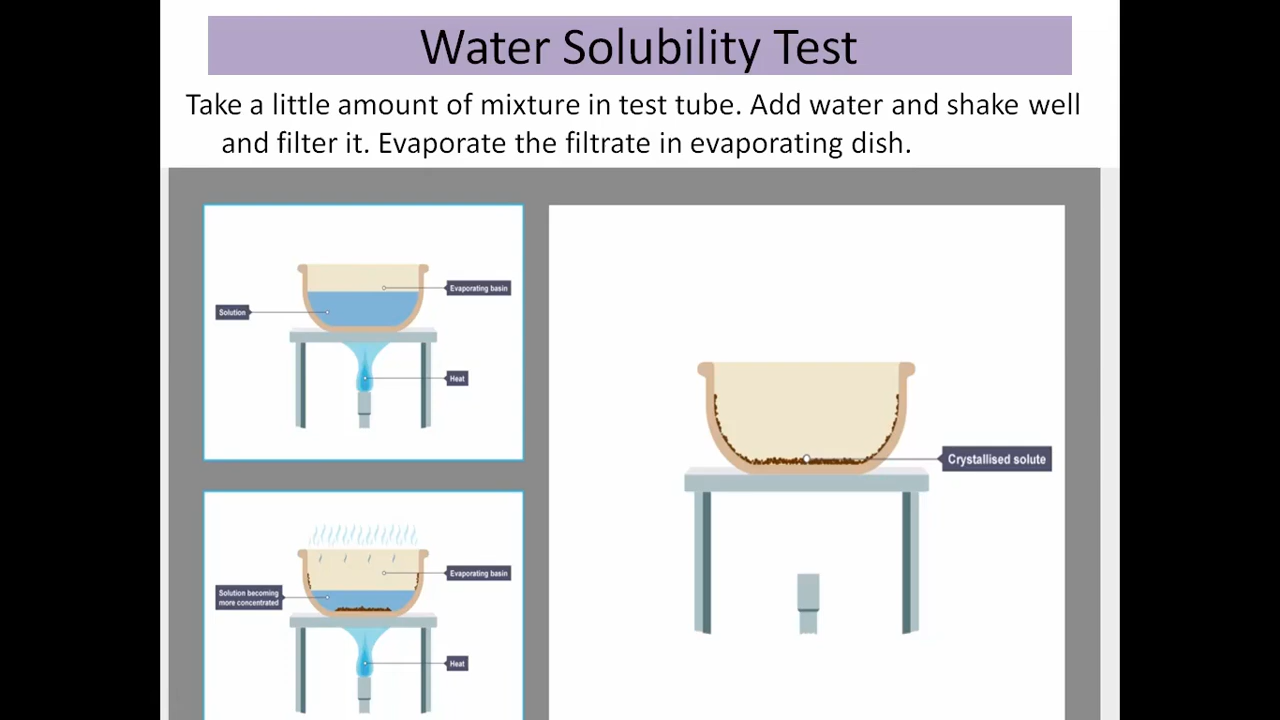 Water Solubility Test
Take a little amount of mixture in test tube. Add water and shake well
and filter it. Evaporate the filtrate in evaporating dish.
Evaporating basin
Solution
Heat
Evaporating basin
Solution becoming
more concentrated
Heat
Crystallised solute